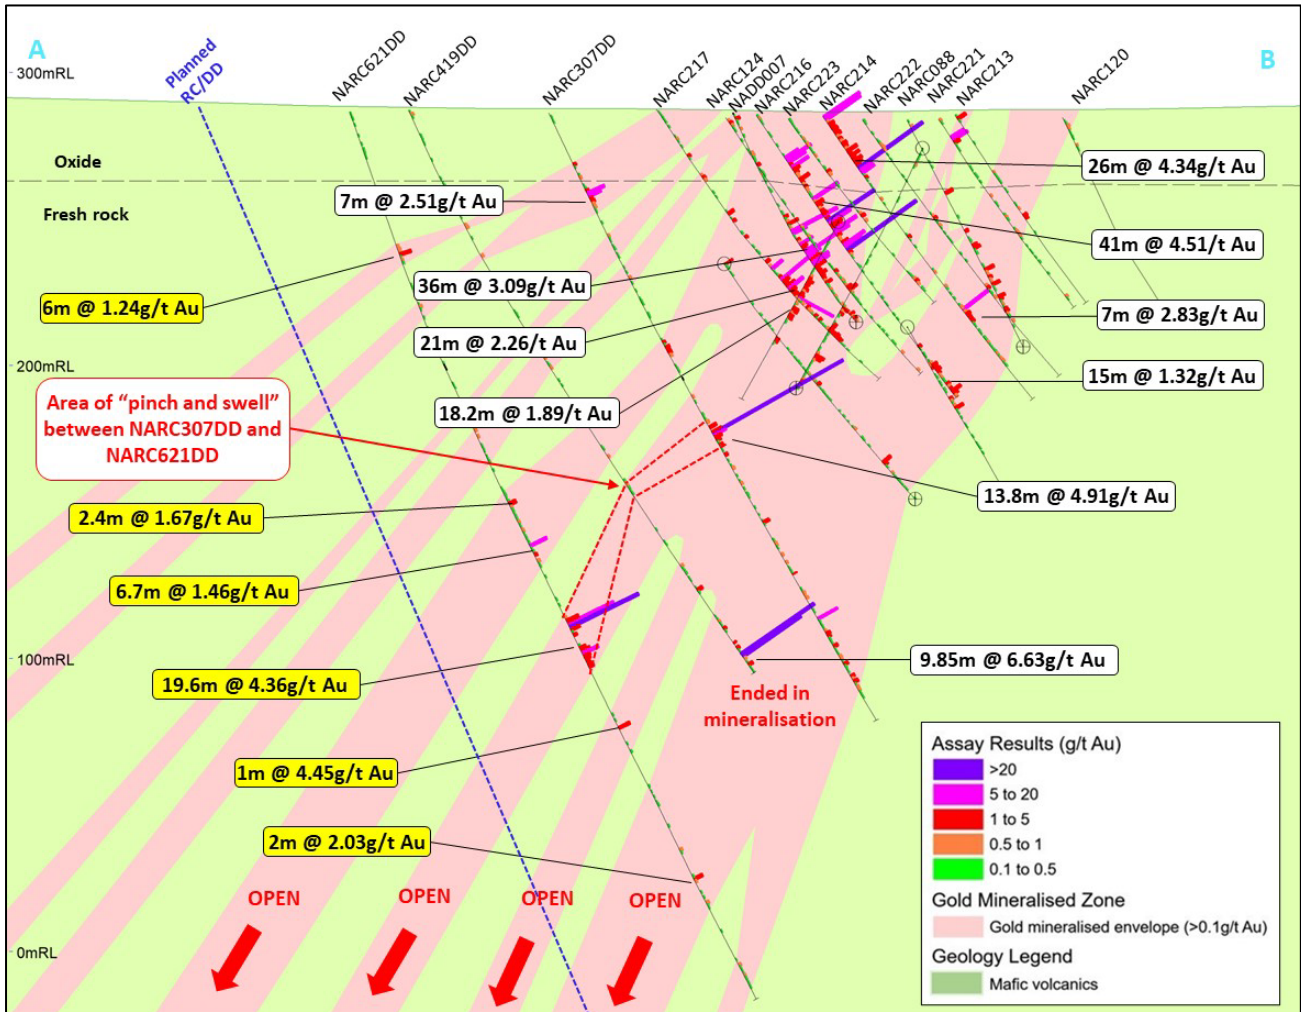 A
B
300mRL
Planned
RC/DD
NARC621DD
NARC419DD
NARC307DD
NARC217
NARC124
NADD007
NARC216
NARC223
NARC214
NARC222
NARC088
NARC221
NARC213
NARC120
Oxide
Fresh rock
26m @ 4.34g/t Au
7m @ 2.51g/t Au
41m @ 4.51/t Au
36m @ 3.09g/t Au
6m @ 1.24g/t Au
7m @ 2.83g/t Au
21m @ 2.26/t Au
200mRL
15m @ 1.32g/t Au
Area of “pinch and swell”
between NARC307DD and
NARC621DD
18.2m @ 1.89/t Au
13.8m @ 4.91g/t Au
2.4m @ 1.67g/t Au
6.7m @ 1.46g/t Au
100mRL
9.85m @ 6.63g/t Au
19.6m @ 4.36g/t Au
Ended in
mineralisation
1m @ 4.45g/t Au
2m @ 2.03g/t Au
OPEN
OPEN
OPEN
OPEN
0mRL
Assay Results (g/t Au)
>20
5 to 20
1 to 5
0.5 to 1
0.1 to 0.5
Gold Mineralised Zone
Gold mineralised envelope (>0.1g/t Au)
Geology Legend
Mafic volcanics